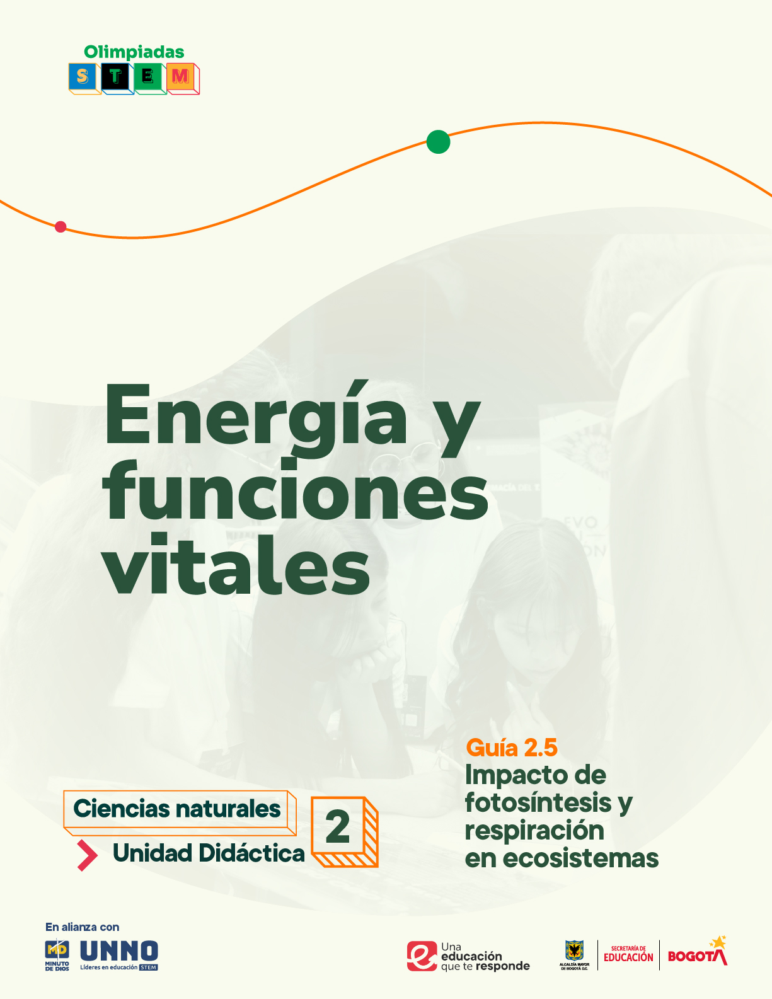 Olimpiadas
STEM
Energía y
funciones
vitales
Guía 2.5
Impacto de
fotosíntesis y
respiración
en ecosistemas
Ciencias naturales
Unidad Didáctica
2
En alianza con
MD
MINUTO
DE DIOS
UNNO
Líderes en educación STEM
Una
educación
que te responde
ALCALDÍA MAYOR
DE BOGOTÁ D.C.
SECRETARÍA DE
EDUCACIÓN
BOGOTÁ